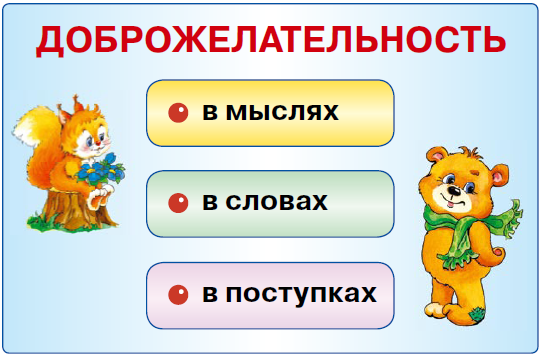 ДОБРОЖЕЛАТЕЛЬНОСТЬ
в мыслях
в словах
в поступках